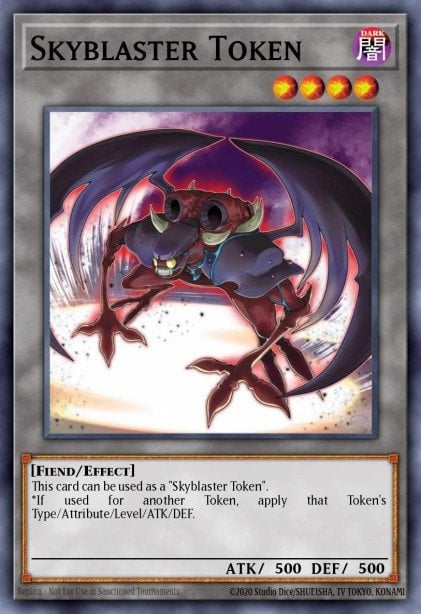 SKYBLASTER TOKEN
DARK
闇
[FIEND/EFFECT]
This card can be used as a "Skyblaster Token".
*If used for another Token, apply that Token's
Type/Attribute/Level/ATK/DEF.
ATK/ 500 DEF/ 500
Replica - Not For Use in Sanctioned Tournaments.
©2020 Studio Dice/SHUEISHA, TV TOKYO, KONAMI